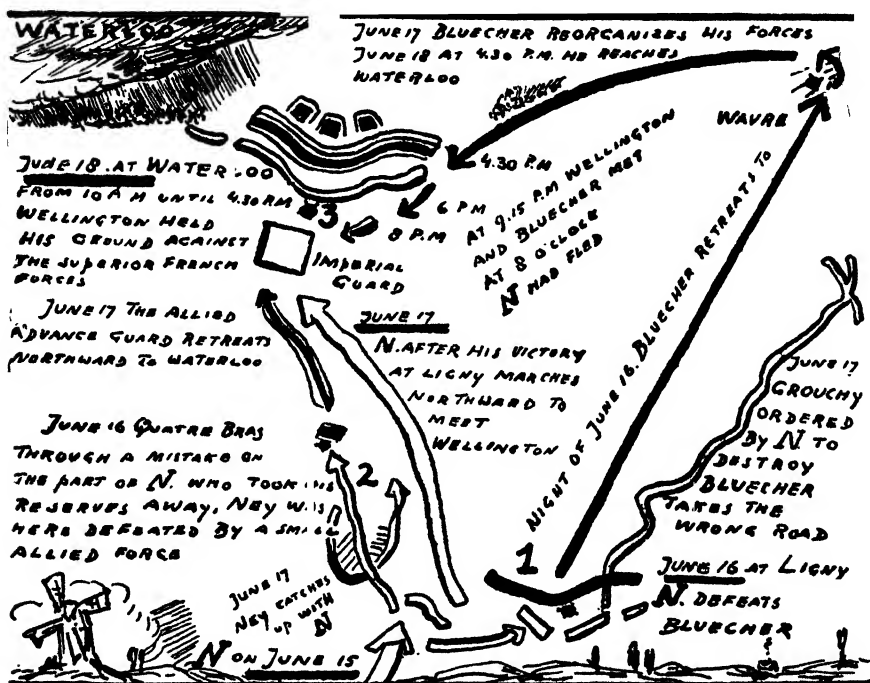 WATERLOO
JUNE 17 BLUECHER REORGANIZES HIS FORCES
JUNE 18 AT 4.30 P.M. HE REACHES
WATERLOO
WAVRE
JUNE 18. AT WATERLOO
FROM 10 A M UNTIL 4.30 P.M
WELLINGTON HELD
HIS GROUND AGAINST
THE SUPERIOR FRENCH
FORCES
4.30 P.M
6 PM
8 P.M
3
IMPERIAL
GUARD
AT 9.15 P.M WELLINGTON
AND BLUECHER MET
AT 8 O'CLOCK
N HAD FLED
NIGHT OF JUNE 16. BLUECHER RETREATS TO
JUNE 17 THE ALLIED
ADVANCE GUARD RETREATS
NORTHWARD TO WATERLOO
JUNE 17
N. AFTER HIS VICTORY
AT LIGNY MARCHES
NORTHWARD TO
MEET
WELLINGTON
JUNE 17
GROUCHY
ORDERED
BY N TO
DESTROY
BLUECHER
TAKES THE
WRONG ROAD
JUNE 16 QUATRE BRAS
THROUGH A MISTAKE ON
THE PART OF N. WHO TOOK HIS
RESERVES AWAY, NEY WAS
HERE DEFEATED BY A SMALL
ALLIED FORCE
2
1
JUNE 17
NEY CATCHES
UP WITH
N
JUNE 16 AT LIGNY
N. DEFEATS
BLUECHER
N ON JUNE 15